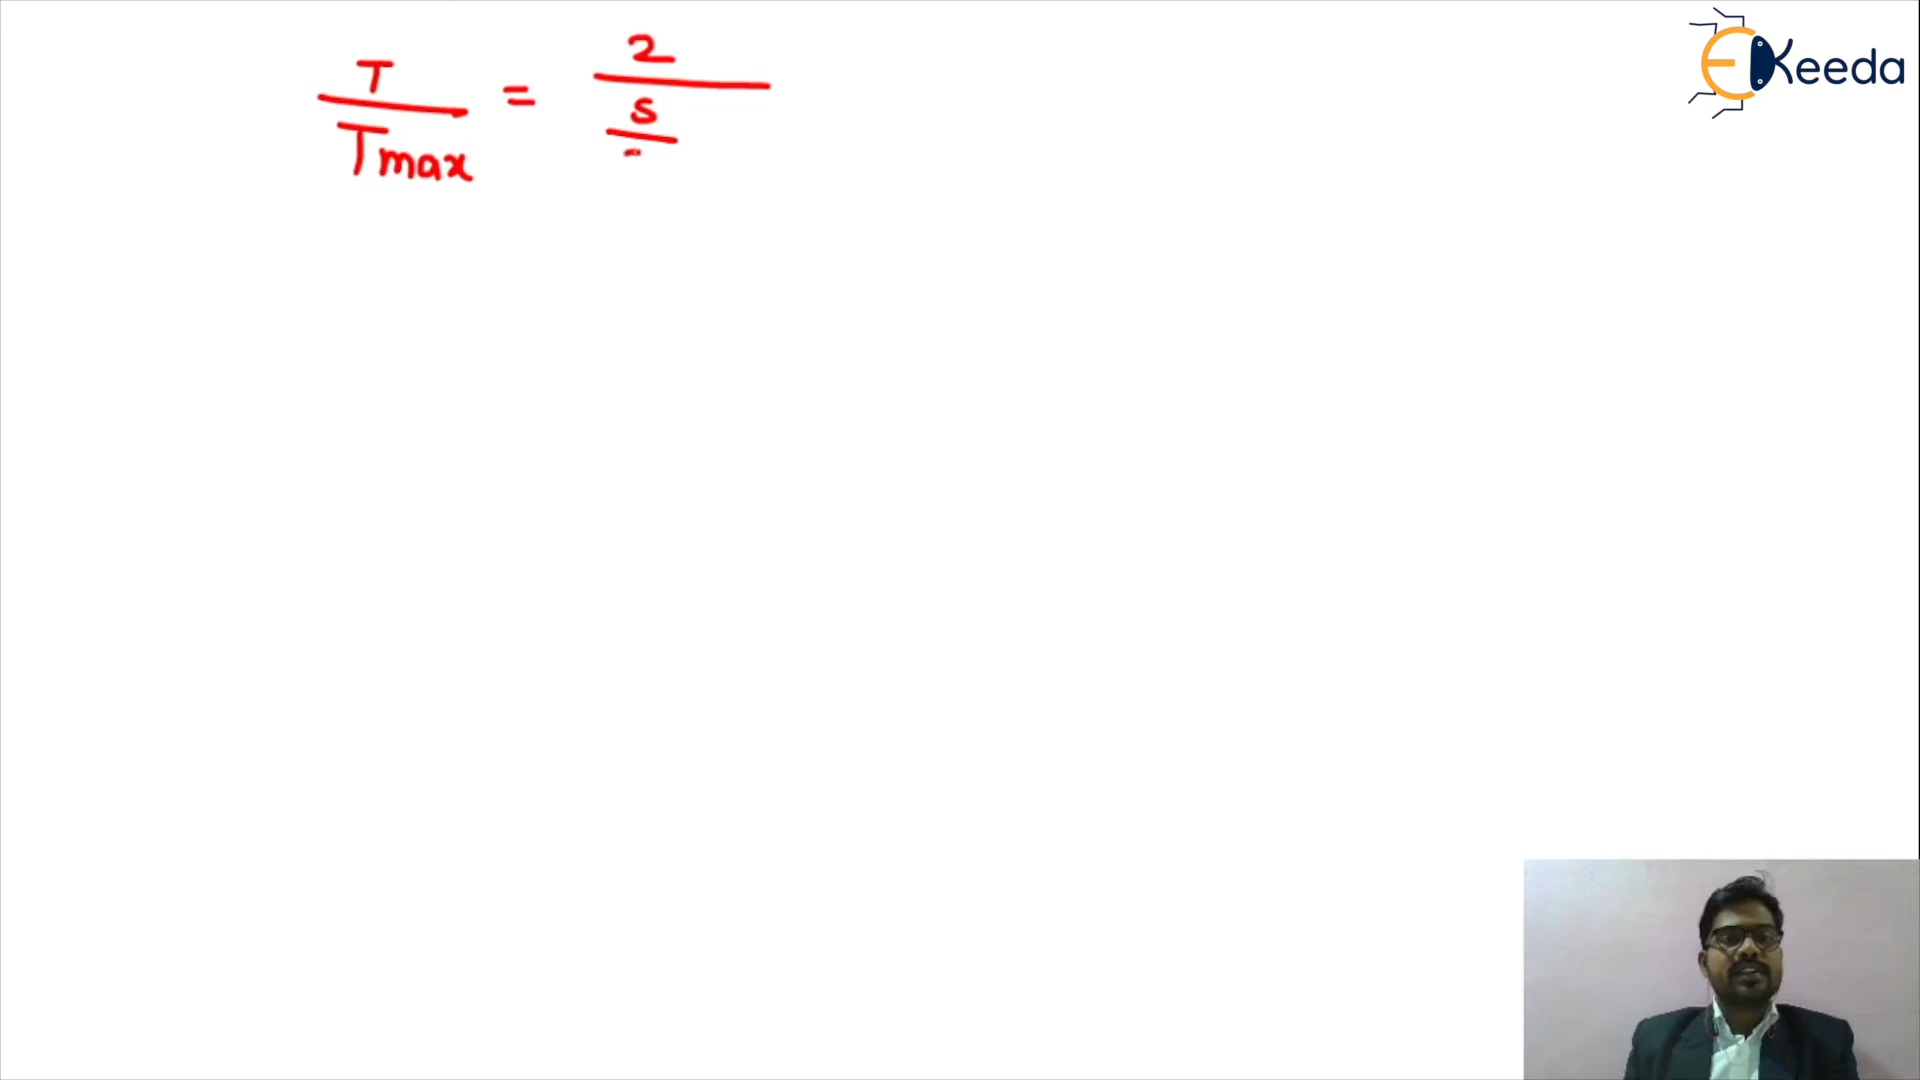 T / Tmax = 2 / s
EKeeda